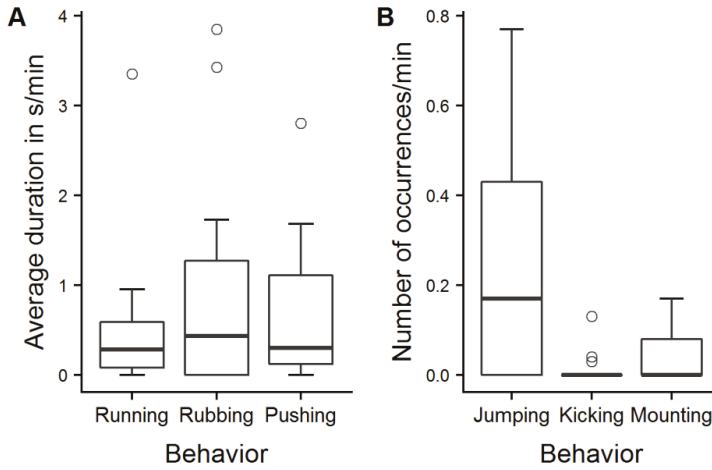 A
Average duration in s/min
4
3
2
1
0
Running Rubbing Pushing
Behavior
B
Number of occurrences/min
0.8
0.6
0.4
0.2
0.0
Jumping Kicking Mounting
Behavior